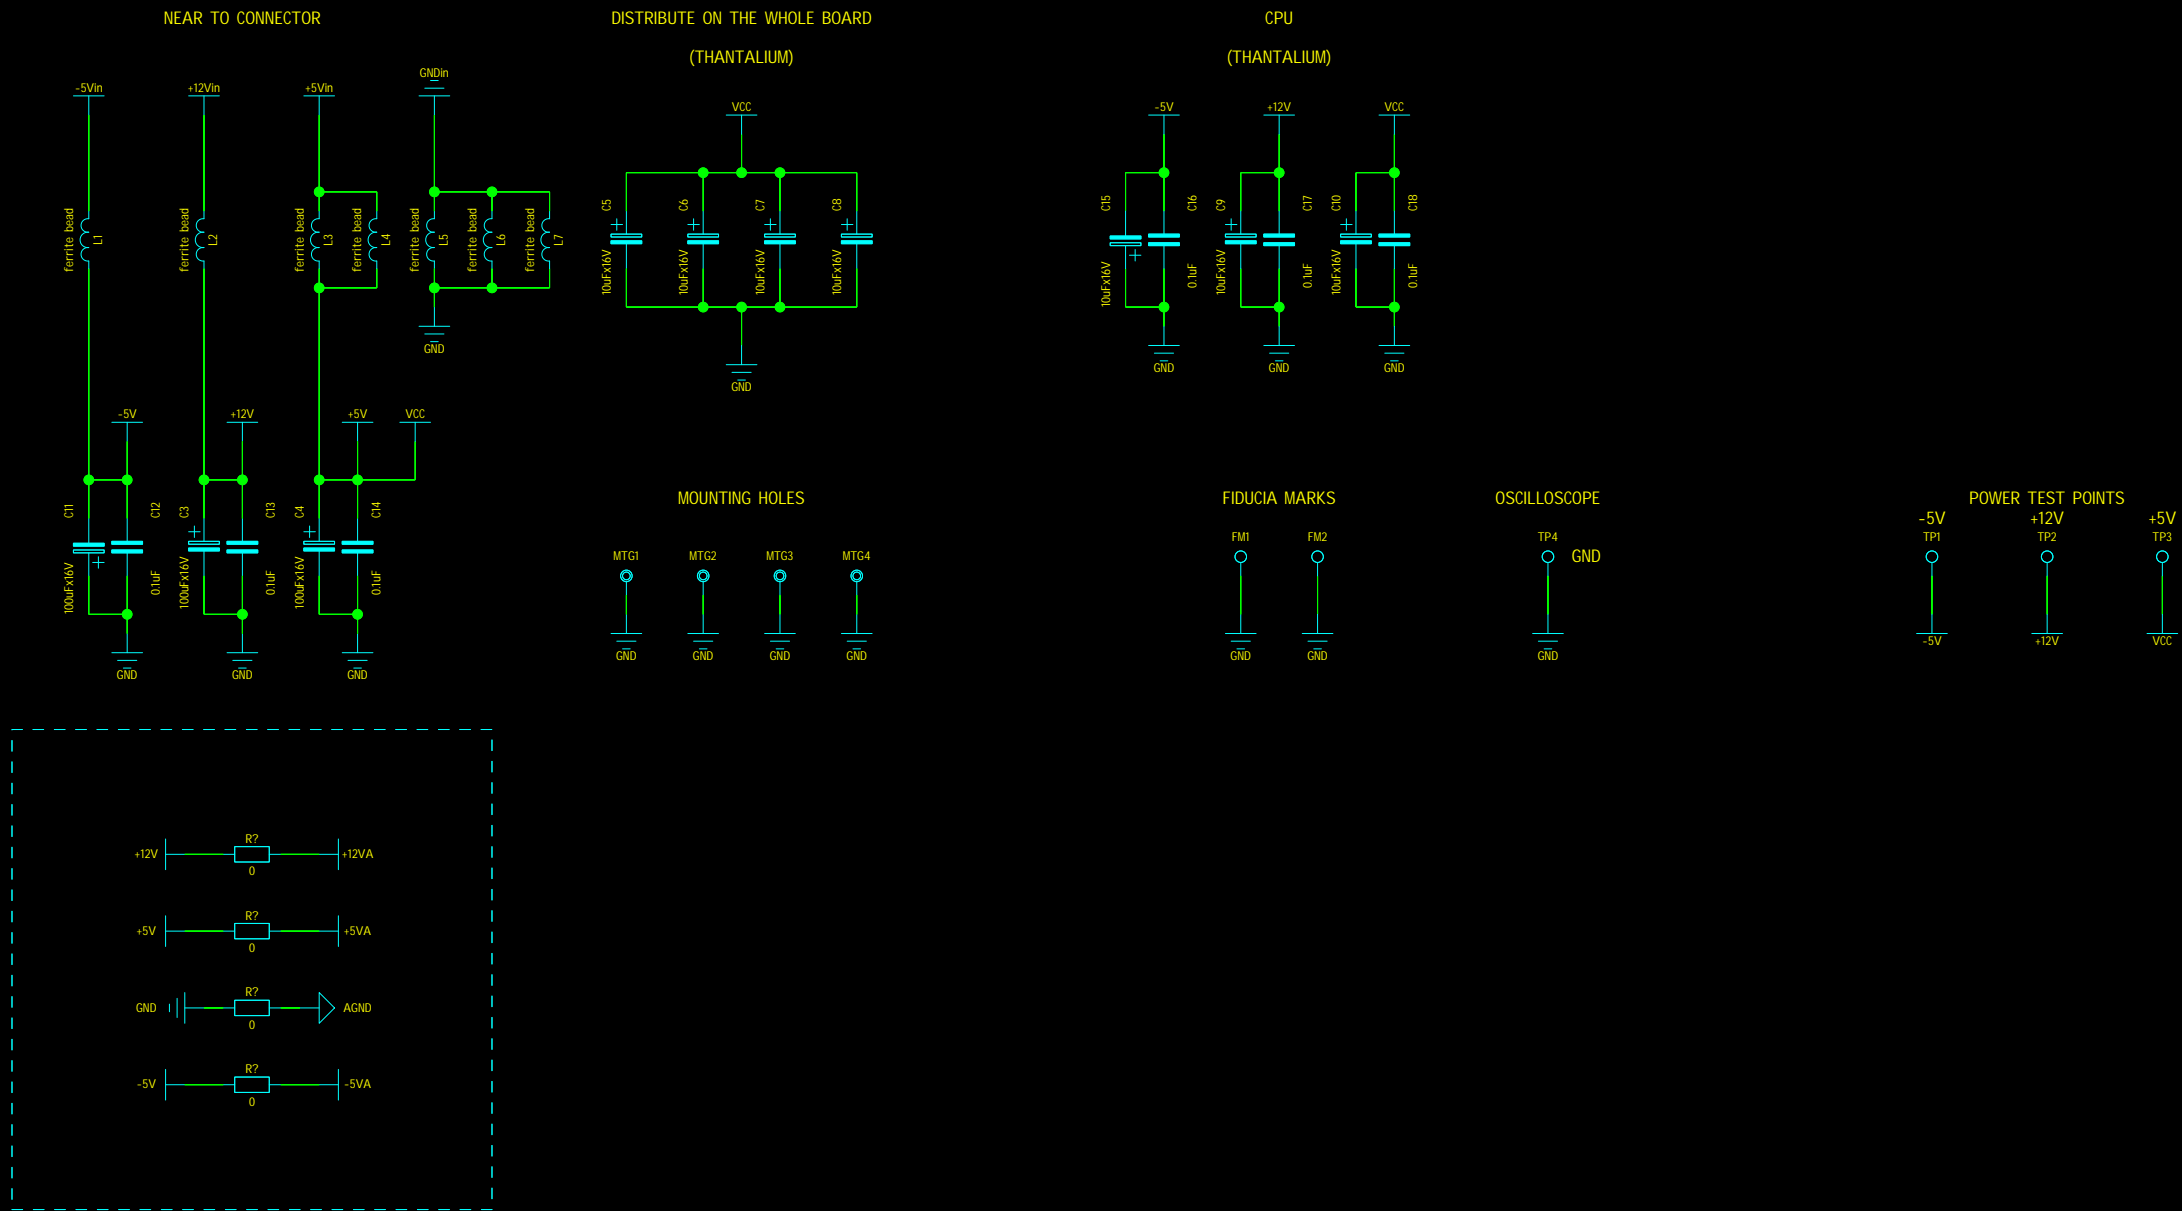 NEAR TO CONNECTOR
DISTRIBUTE ON THE WHOLE BOARD
(THANTALIUM)
CPU
(THANTALIUM)
-5Vin
+12Vin
+5Vin
GNDin
ferrite bead
L1
ferrite bead
L2
ferrite bead
L3
ferrite bead
L4
ferrite bead
L5
ferrite bead
L6
ferrite bead
L7
GND
VCC
C5
10uFx16V
C6
10uFx16V
C7
10uFx16V
C8
10uFx16V
GND
-5V
+12V
VCC
C15
10uFx16V
C16
0.1uF
C9
10uFx16V
C17
0.1uF
C10
10uFx16V
C18
0.1uF
GND
GND
GND
-5V
+12V
+5V
VCC
C11
100uFx16V
C12
0.1uF
C3
100uFx16V
C13
0.1uF
C4
100uFx16V
C14
0.1uF
GND
GND
GND
MOUNTING HOLES
MTG1
MTG2
MTG3
MTG4
GND
GND
GND
GND
FIDUCIA MARKS
FM1
FM2
GND
GND
OSCILLOSCOPE
TP4
GND
GND
POWER TEST POINTS
-5V
+12V
+5V
TP1
TP2
TP3
-5V
+12V
VCC
R?
+12V
+12VA
0
R?
+5V
+5VA
0
R?
GND
AGND
0
R?
-5V
-5VA
0